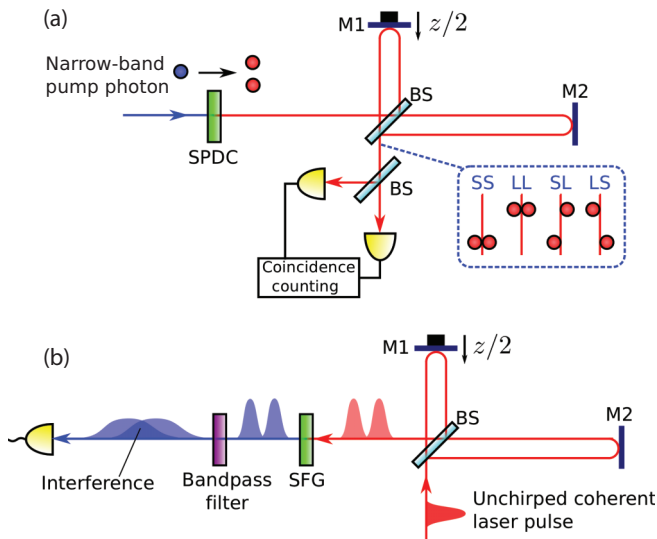 (a)
M1
z/2
Narrow-band
pump photon
BS
M2
SPDC
BS
SS LL SL LS
Coincidence
counting
(b)
M1
z/2
BS
M2
Interference
Bandpass
filter
SFG
Unchirped coherent
laser pulse